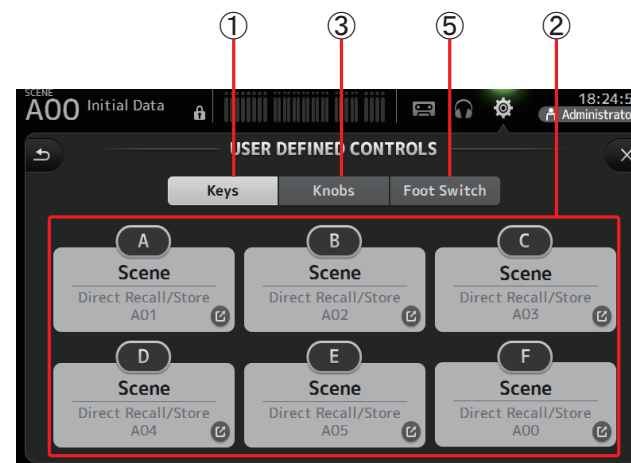 ① ③ ⑤ ②
SCENE
A00 Initial Data
18:24:5
Administrato
USER DEFINED CONTROLS
Keys Knobs Foot Switch
A B C
Scene Scene Scene
Direct Recall/Store Direct Recall/Store Direct Recall/Store
A01 A02 A03
D E F
Scene Scene Scene
Direct Recall/Store Direct Recall/Store Direct Recall/Store
A04 A05 A00